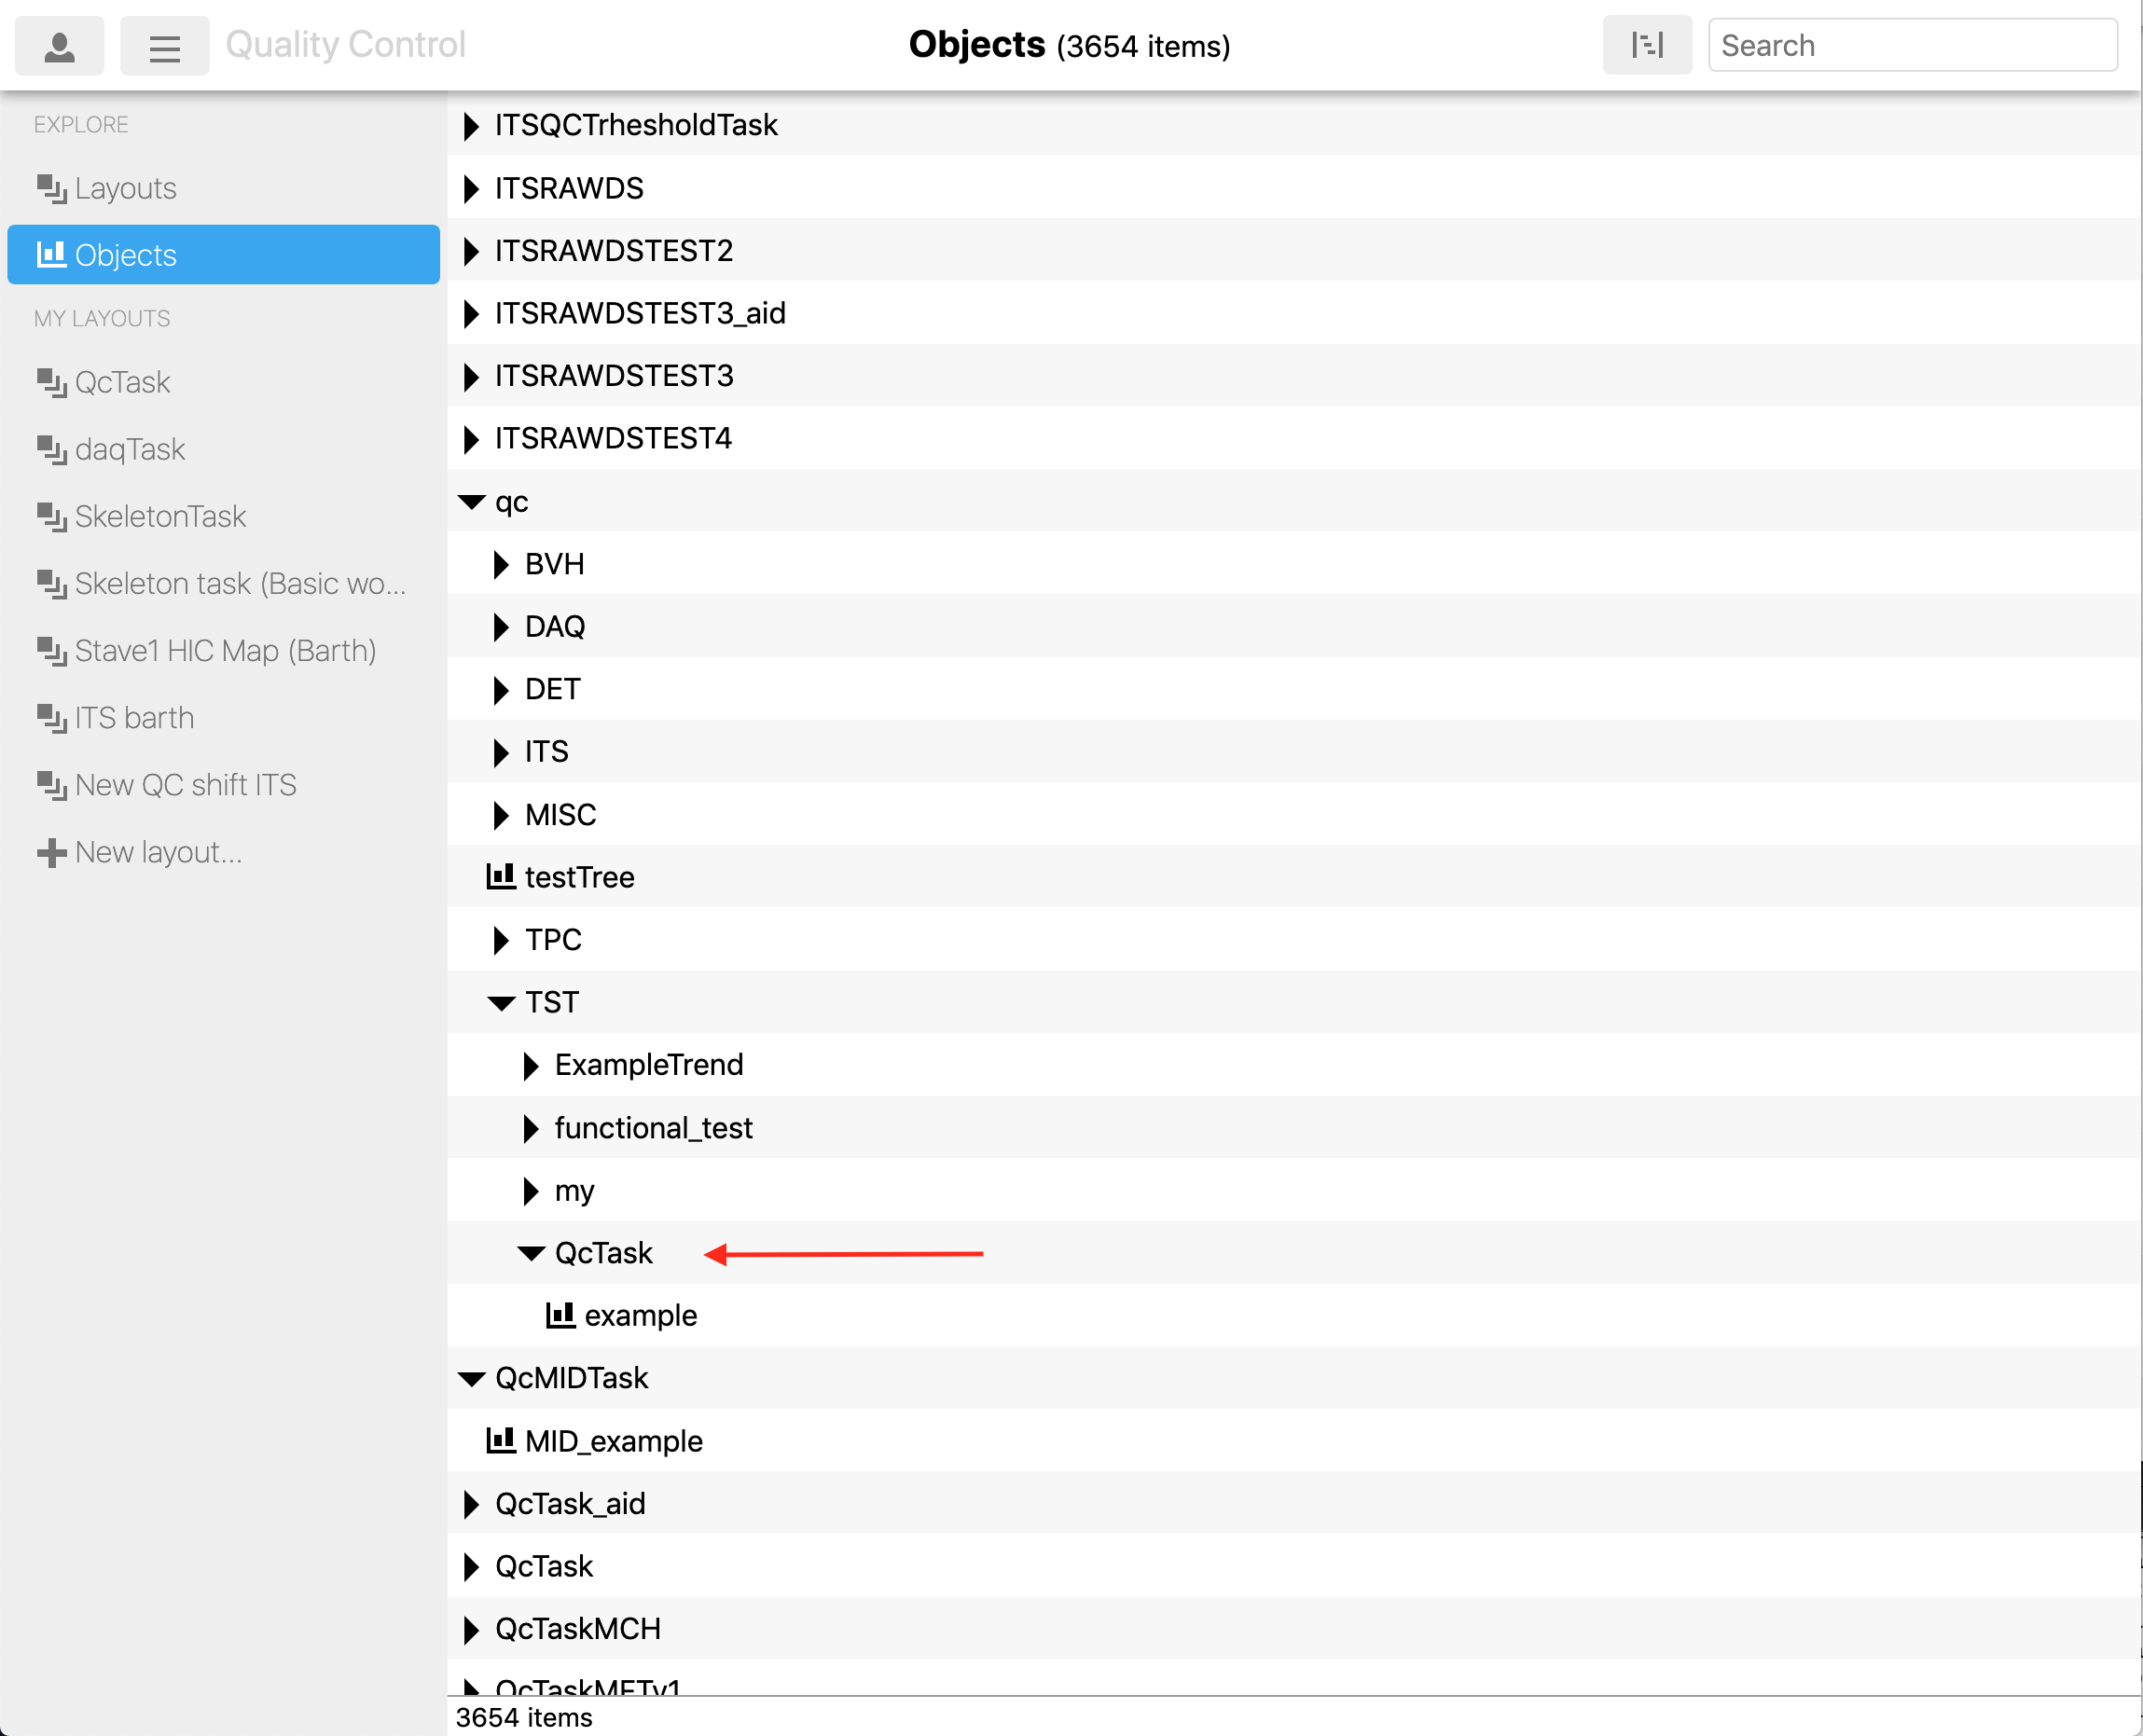 Quality Control
Objects (3654 items)
Search
EXPLORE
Layouts
Objects
MY LAYOUTS
QcTask
daqTask
SkeletonTask
Skeleton task (Basic wo...
Stave1 HIC Map (Barth)
ITS barth
New QC shift ITS
New layout...
ITSQCTrhesholdTask
ITSRAWDS
ITSRAWDSTEST2
ITSRAWDSTEST3_aid
ITSRAWDSTEST3
ITSRAWDSTEST4
qc
BVH
DAQ
DET
ITS
MISC
testTree
TPC
TST
ExampleTrend
functional_test
my
QcTask
example
QcMIDTask
MID_example
QcTask_aid
QcTask
QcTaskMCH
QcTaskMFTv1
3654 items